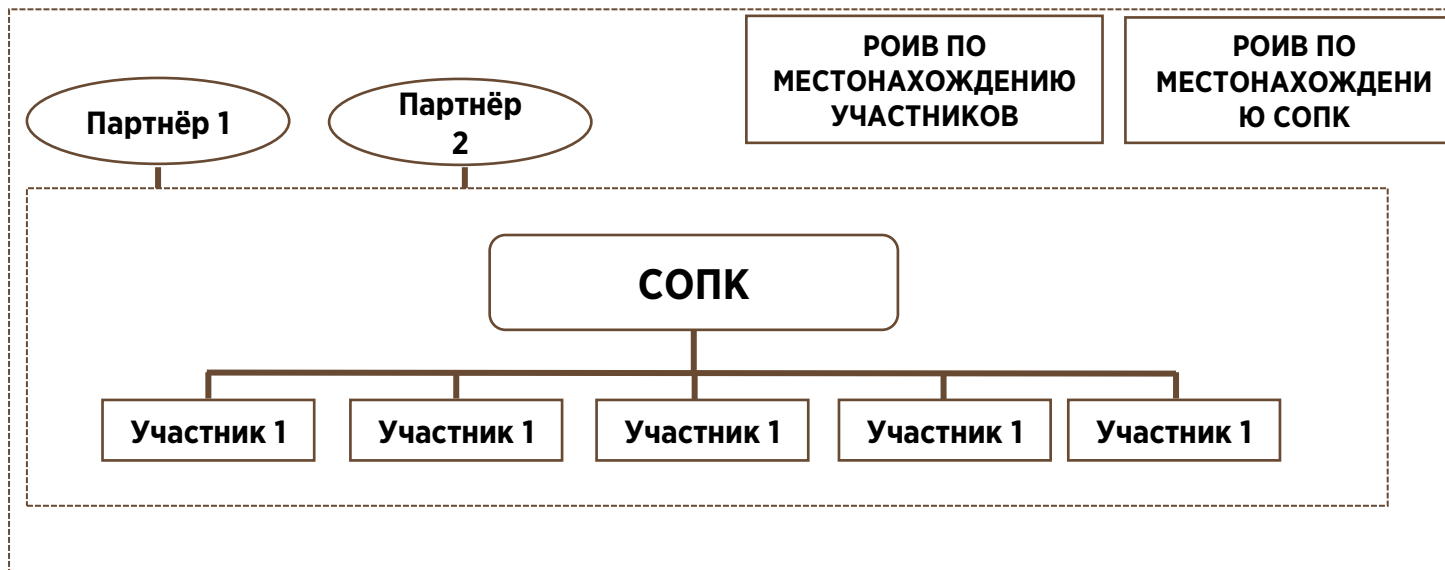 Партнёр 1
Партнёр
2
РОИВ ПО
МЕСТОНАХОЖДЕНИЮ
УЧАСТНИКОВ
РОИВ ПО
МЕСТОНАХОЖДЕНИ
Ю СОПК
СОПК
Участник 1
Участник 1
Участник 1
Участник 1
Участник 1